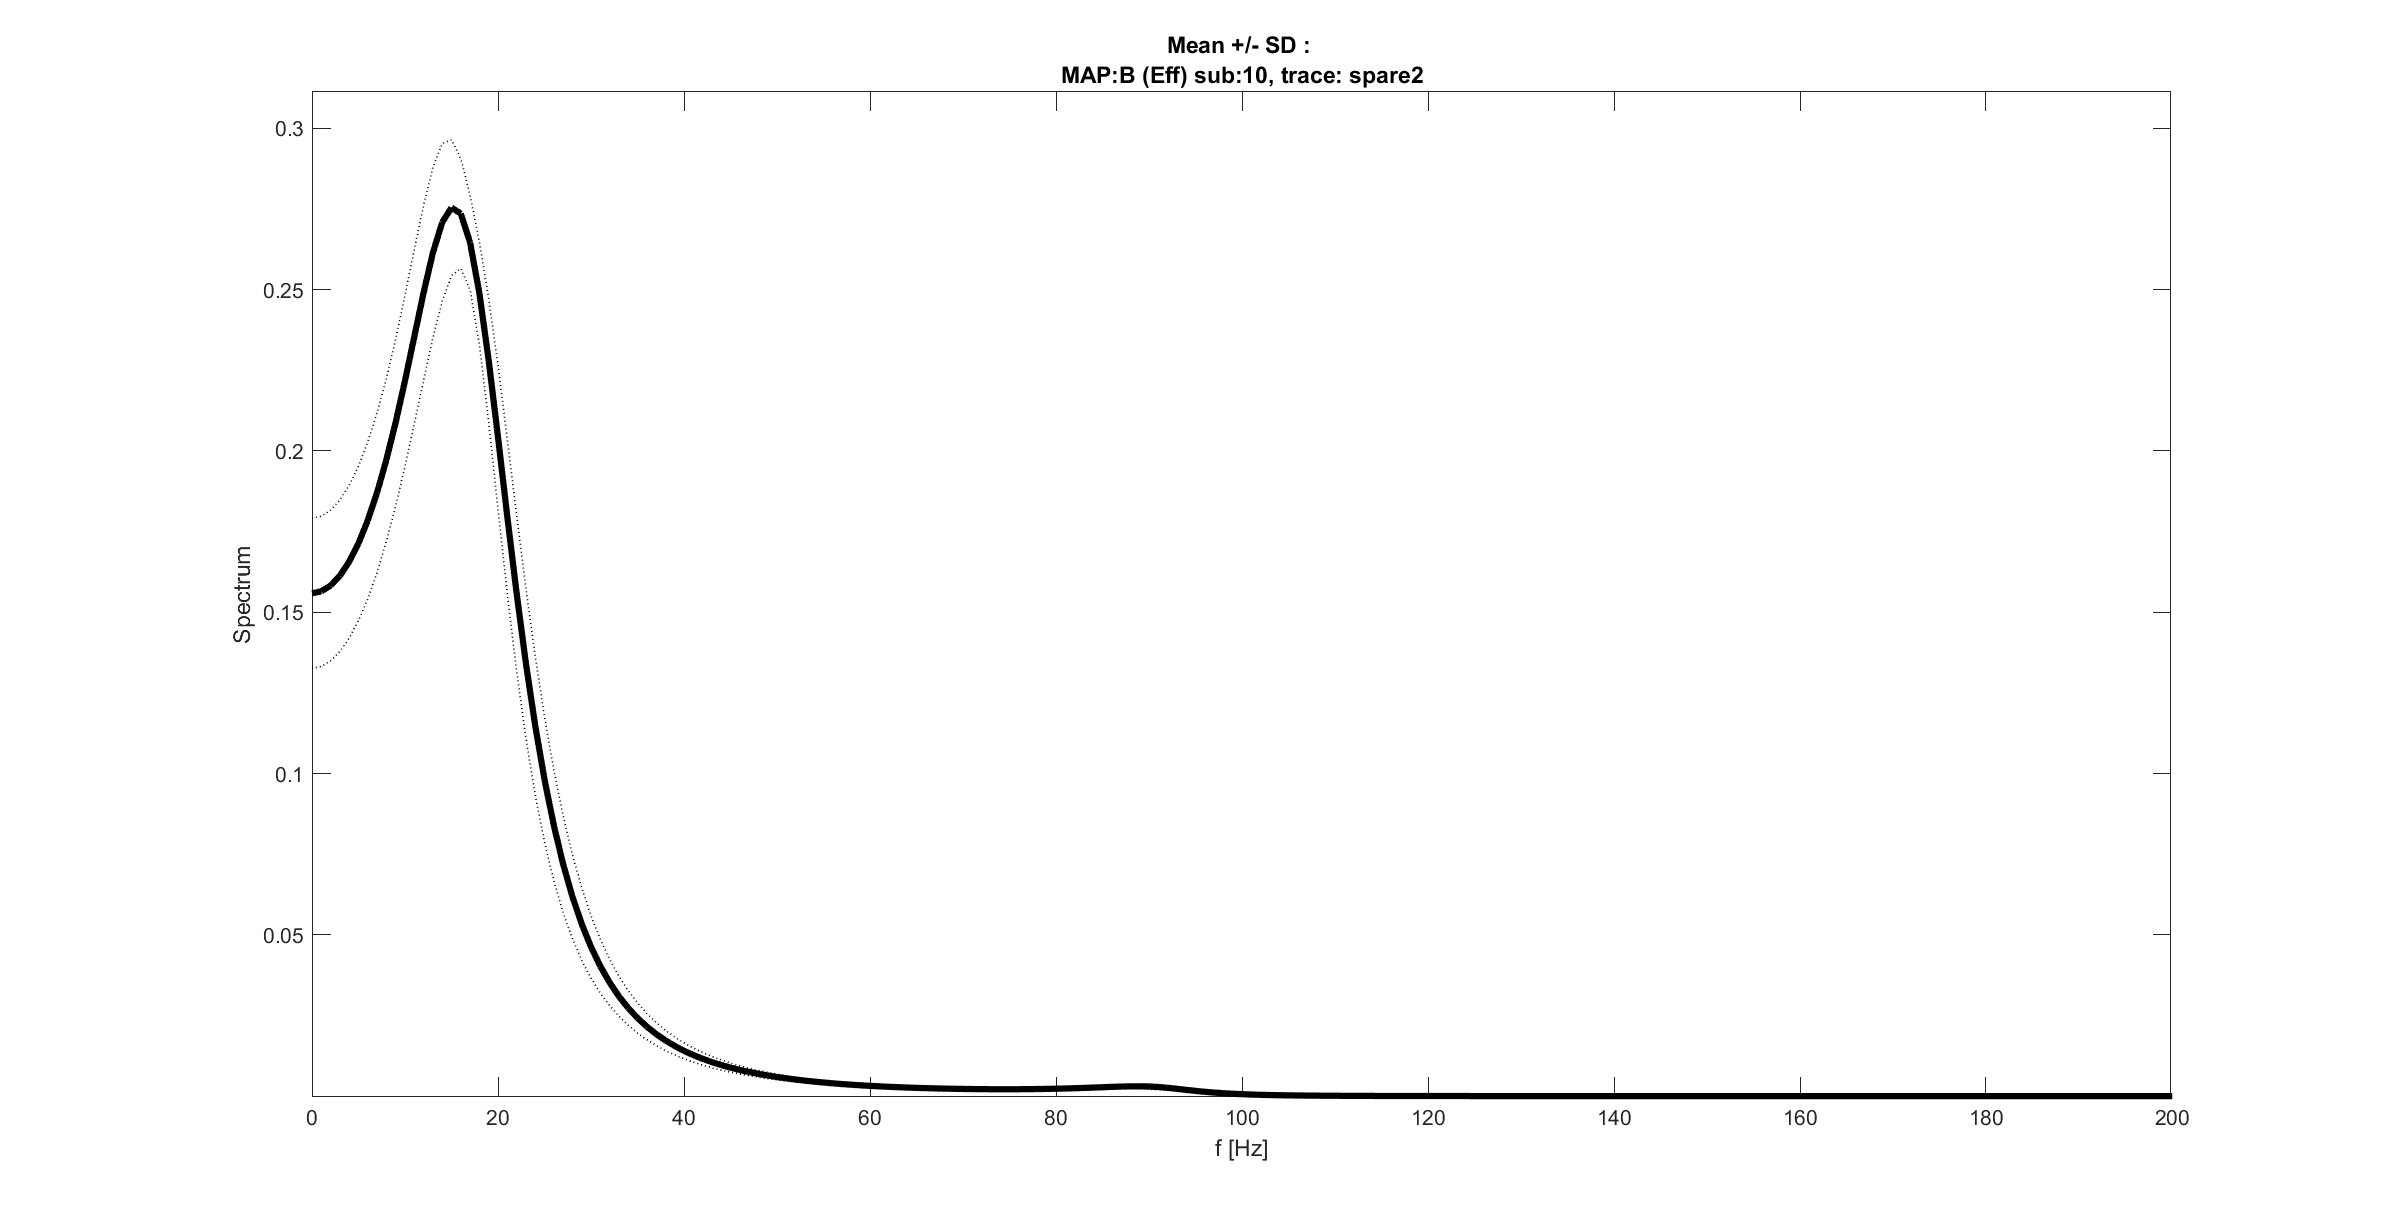 Mean +/- SD :
MAP:B (Eff) sub:10, trace: spare2
0.3
0.25
0.2
0.15
0.1
0.05
Spectrum
0 20 40 60 80 100 120 140 160 180 200
f [Hz]